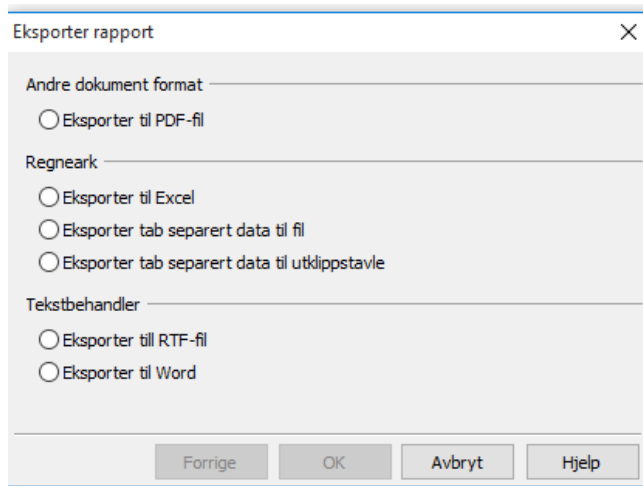 Eksporter rapport
Andre dokument format
Eksporter til PDF-fil
Regneark
Eksporter til Excel
Eksporter tab separert data til fil
Eksporter tab separert data til utklippstavle
Tekstbehandler
Eksporter till RTF-fil
Eksporter til Word
Forrige OK Avbryt Hjelp